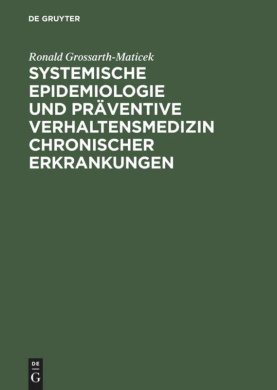 DE GRUYTER
Ronald Grossarth-Maticek
SYSTEMISCHE
EPIDEMIOLOGIE
UND PRÄVENTIVE
VERHALTENSMEDIZIN
CHRONISCHER
ERKRANKUNGEN
DE
G